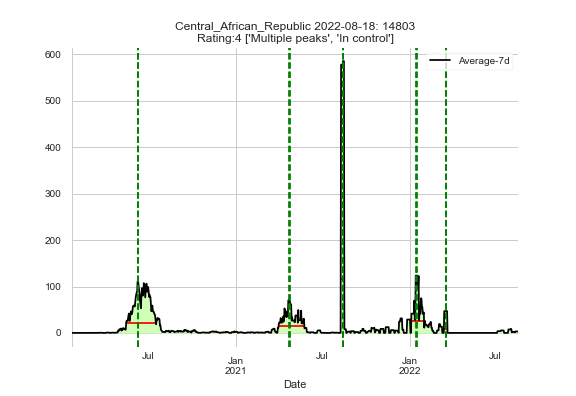 Central_African_Republic 2022-08-18: 14803
Rating:4 ['Multiple peaks', 'In control']
Average-7d
600
500
400
300
200
100
0
Jul
Jan
2021
Jul
Jan
2022
Jul
Date